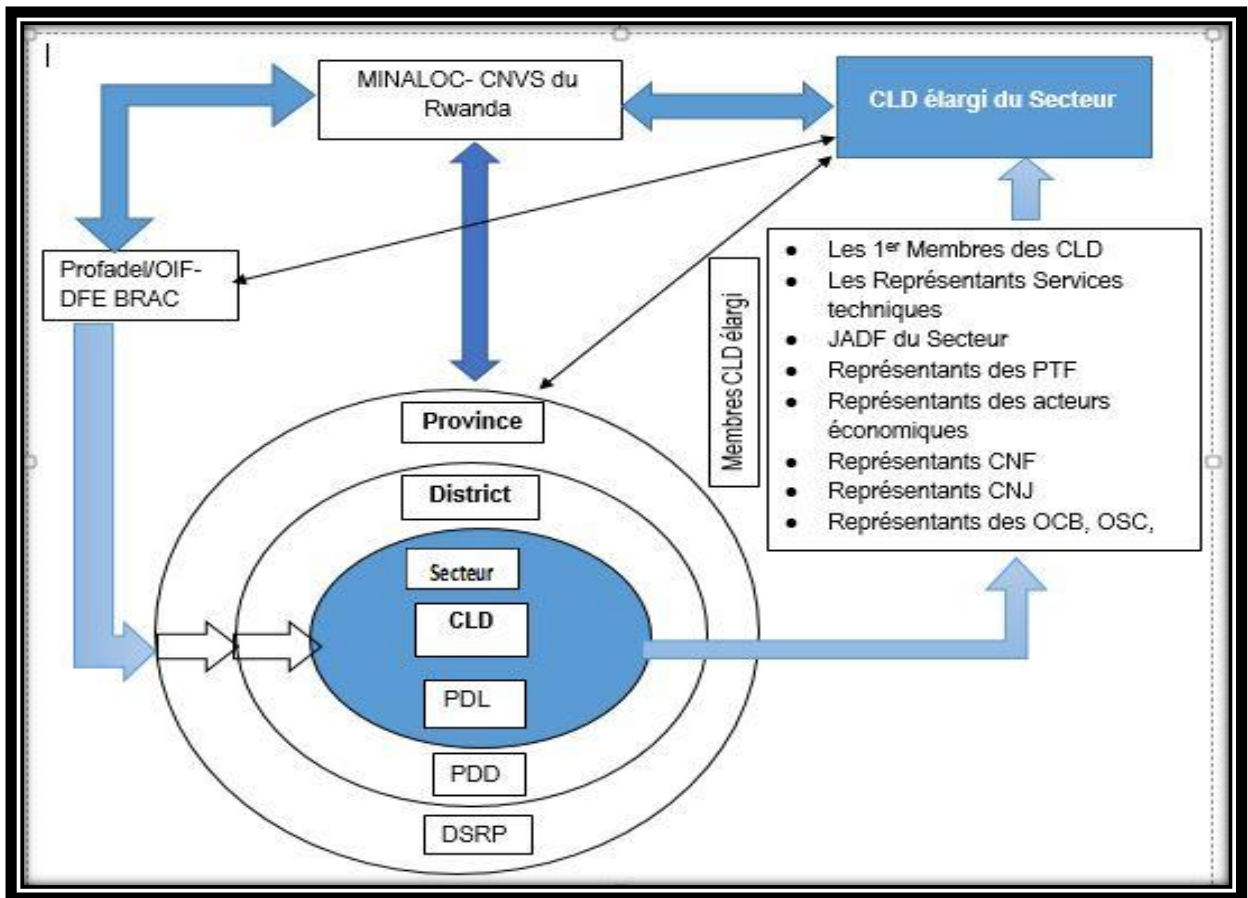 MINALOC- CNVS du
Rwanda
CLD élargi du Secteur
Profadel/OIF-
DFE BRAC
Membres CLD élargi
● Les 1er Membres des CLD
● Les Représentants Services
techniques
● JADF du Secteur
● Représentants des PTF
● Représentants des acteurs
économiques
● Représentants CNF
● Représentants CNJ
● Représentants des OCB, OSC,
Province
District
Secteur
CLD
PDL
PDD
DSRP